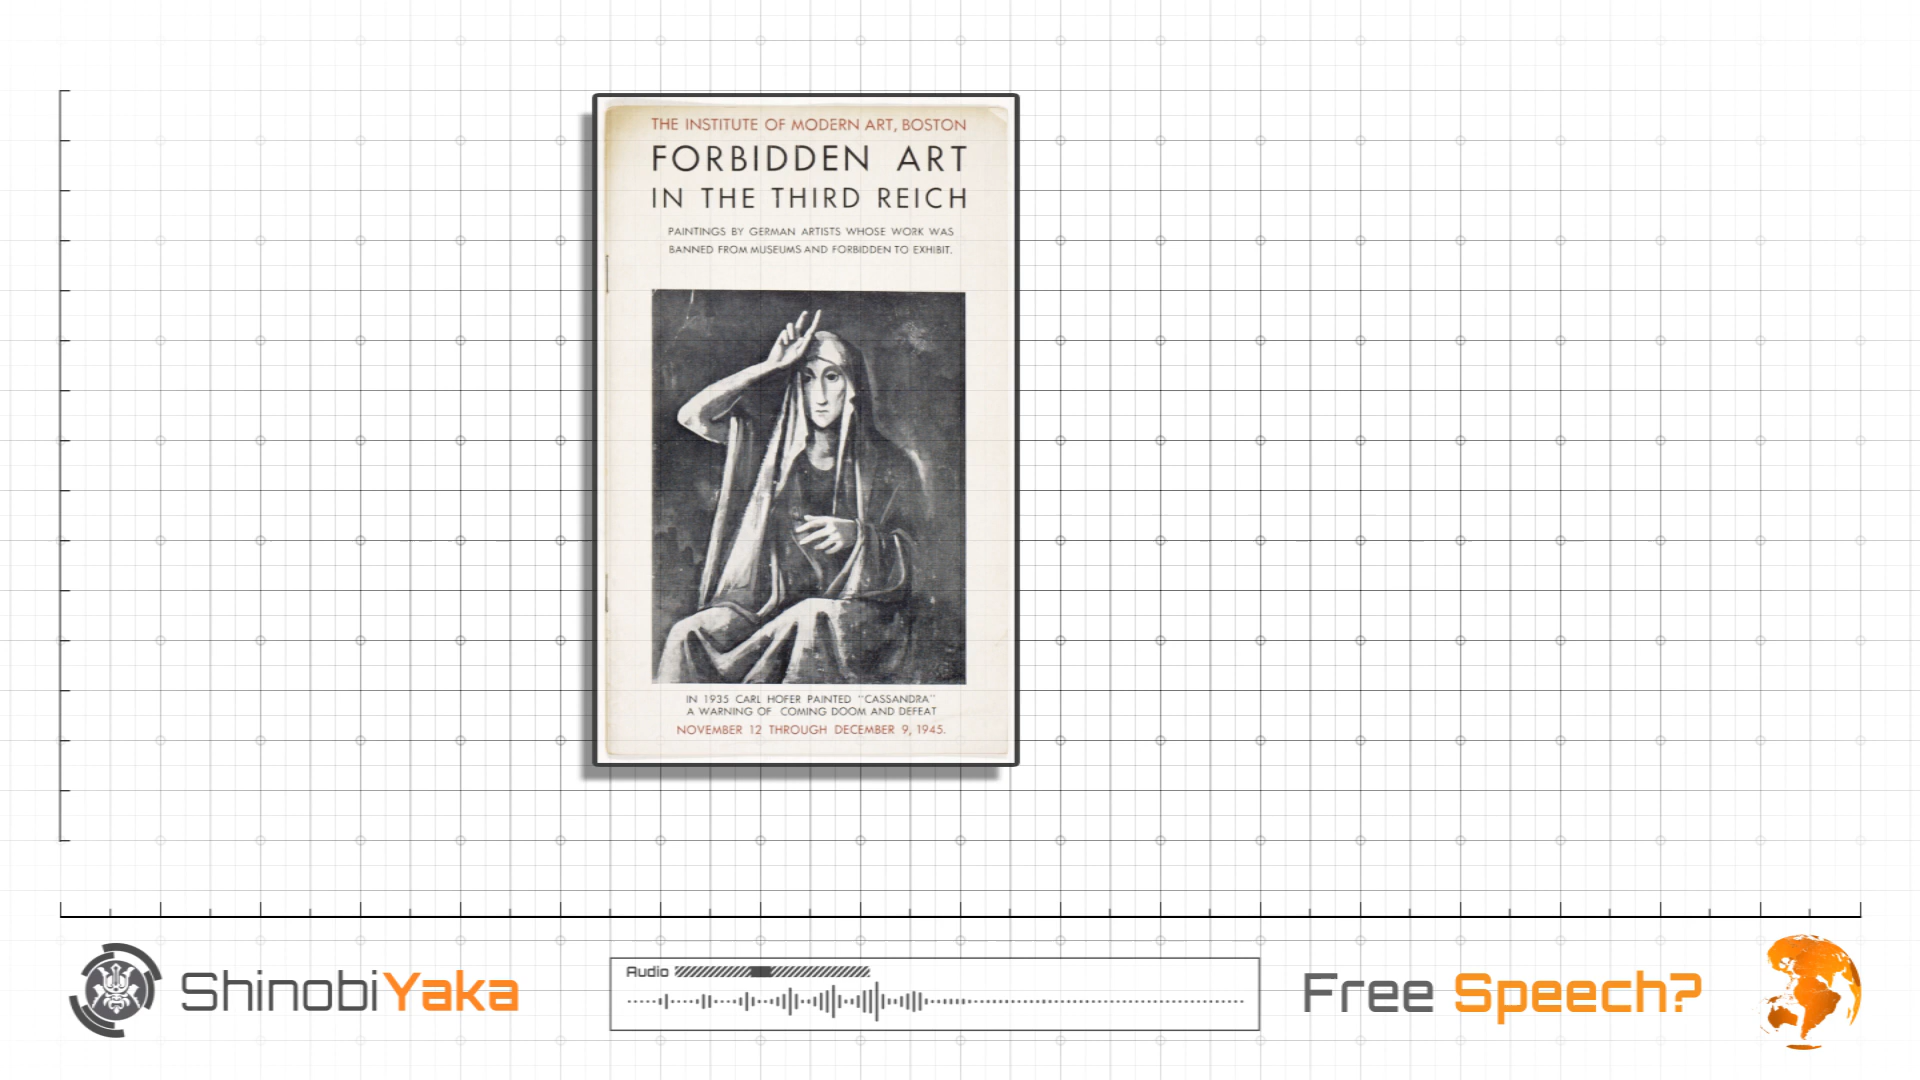 THE INSTITUTE OF MODERN ART, BOSTON
FORBIDDEN ART
IN THE THIRD REICH
PAINTINGS BY GERMAN ARTISTS WHOSE WORK WAS
BANNED FROM MUSEUMS AND FORBIDDEN TO EXHIBIT.
IN 1935 CARL HOFER PAINTED "CASSANDRA"
A WARNING OF COMING DOOM AND DEFEAT
NOVEMBER 12 THROUGH DECEMBER 9, 1945.
ShinobiYaka
Audio
Free Speech?